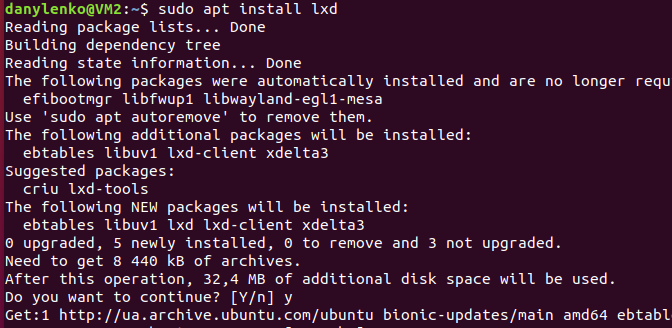 danylenko@VM2:~$ sudo apt install lxd
Reading package lists... Done
Building dependency tree
Reading state information... Done
The following packages were automatically installed and are no longer requ
  efibootmgr libfwup1 libwayland-egl1-mesa
Use 'sudo apt autoremove' to remove them.
The following additional packages will be installed:
  ebtables libuv1 lxd-client xdelta3
Suggested packages:
  criu lxd-tools
The following NEW packages will be installed:
  ebtables libuv1 lxd lxd-client xdelta3
0 upgraded, 5 newly installed, 0 to remove and 3 not upgraded.
Need to get 8 440 kB of archives.
After this operation, 32,4 MB of additional disk space will be used.
Do you want to continue? [Y/n] y
Get:1 http://ua.archive.ubuntu.com/ubuntu bionic-updates/main amd64 ebtabl